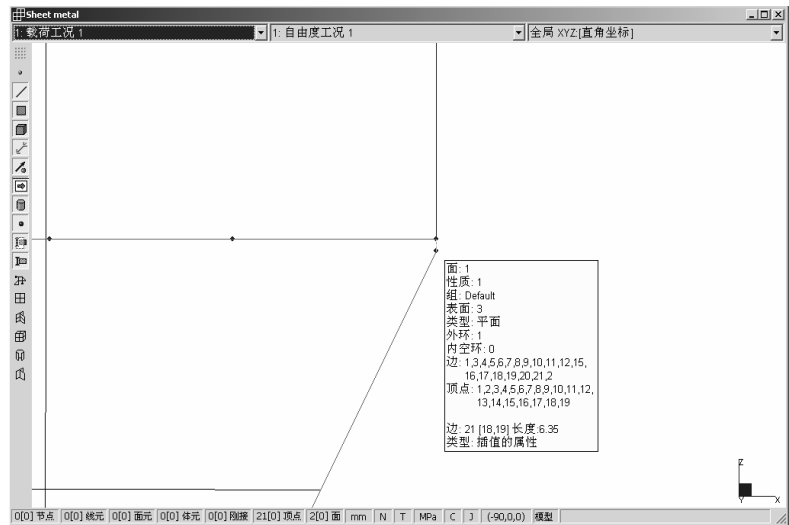 Sheet metal
1: 载荷工况 1
1: 自由度工况 1
全局 XYZ:[直角坐标]
面: 1
性质: 1
组: Default
表面: 3
类型: 平面
外环: 1
内空环: 0
边: 1,3,4,5,6,7,8,9,10,11,12,15,
16,17,18,19,20,21,2
顶点: 1,2,3,4,5,6,7,8,9,10,11,12,
13,14,15,16,17,18,19
边: 21 [18,19] 长度:6.35
类型: 插值的属性
Z
Y
X
0[0] 节点 0[0] 线元 0[0] 面元 0[0] 体元 0[0] 刚接 21[0] 顶点 2[0] 面 mm N T MPa C J (-90,0,0) 模型